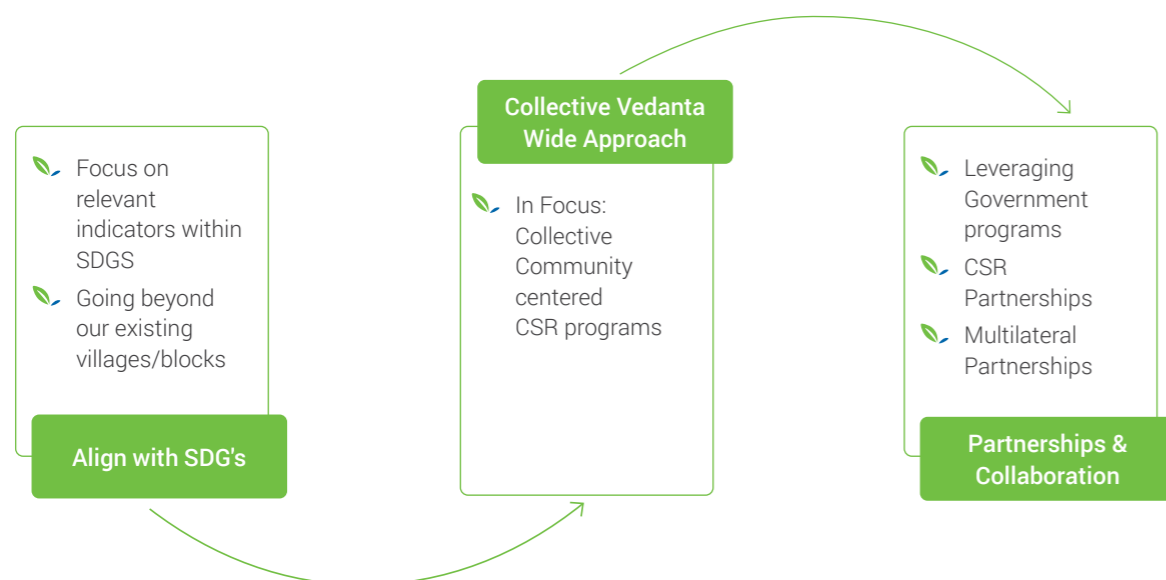 Focus on
relevant
indicators within
SDGS
Going beyond
our existing
villages/blocks
Align with SDG's
Collective Vedanta
Wide Approach
In Focus:
Collective
Community
centered
CSR programs
Leveraging
Government
programs
CSR
Partnerships
Multilateral
Partnerships
Partnerships &
Collaboration